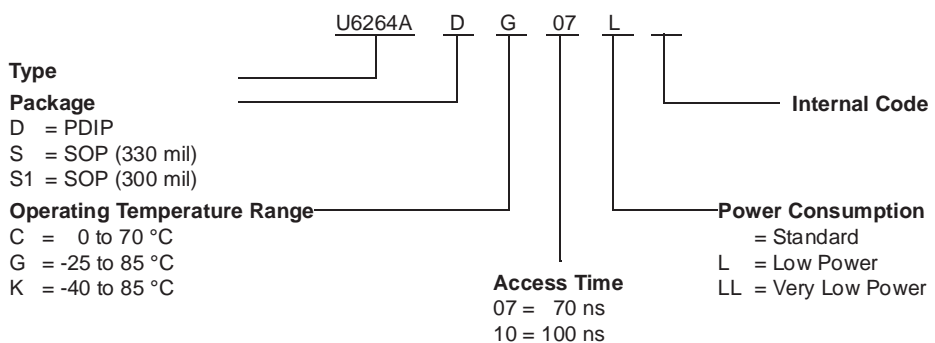 U6264A D G 07 L
Type
Package
D = PDIP
S = SOP (330 mil)
S1 = SOP (300 mil)
Operating Temperature Range
C = 0 to 70 °C
G = -25 to 85 °C
K = -40 to 85 °C
Access Time
07 = 70 ns
10 = 100 ns
Internal Code
Power Consumption
= Standard
L = Low Power
LL = Very Low Power